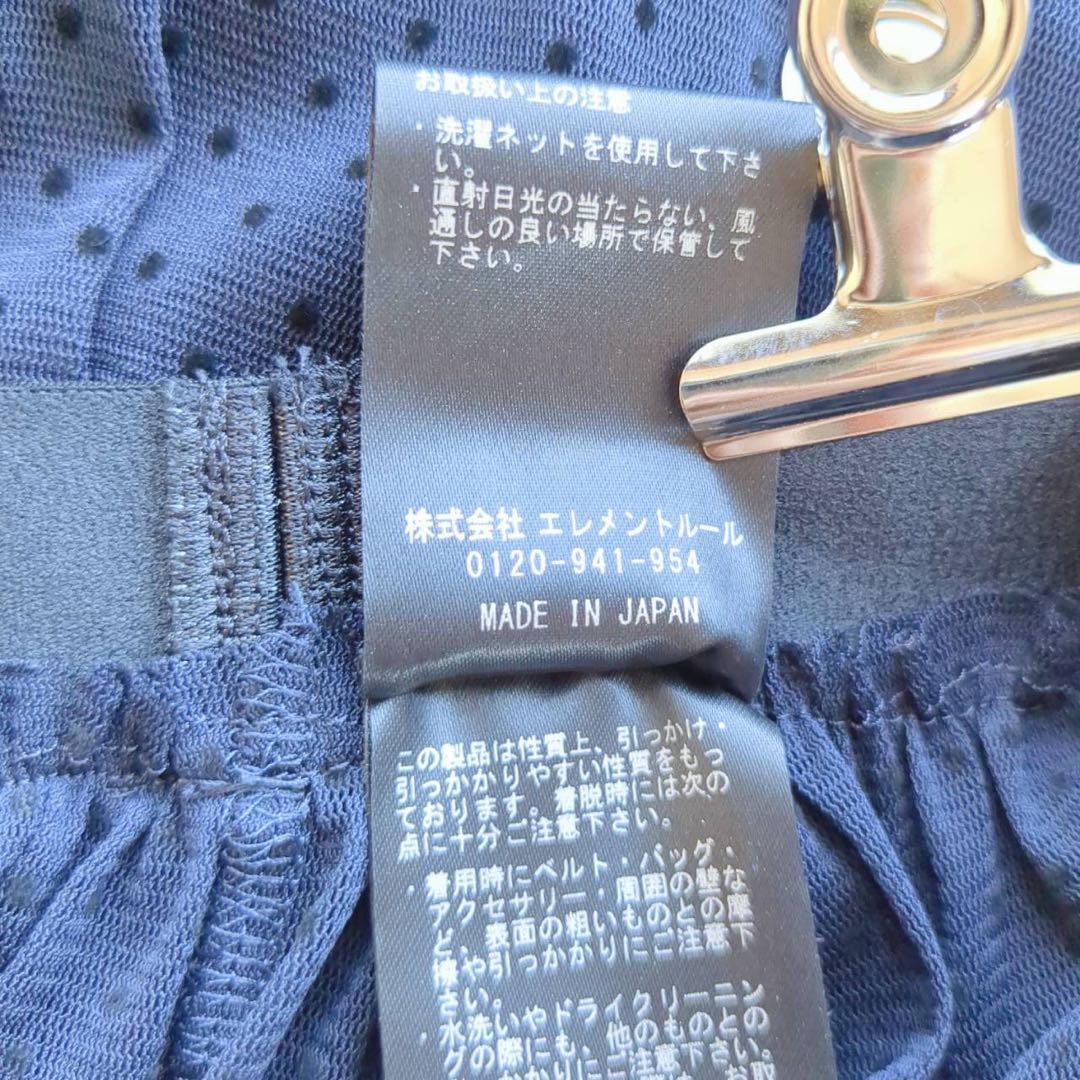 お取扱い上の注意
・洗濯ネットを使用して下さ
い。
・直射日光の当たらない、風
通しの良い場所で保管して
下さい。
株式会社 エレメントルール
0120-941-954
MADE IN JAPAN
この製品は性質上、引っかけ・
引っかかりやすい性質をもっ
ております。着脱時には次の
点に十分ご注意下さい。
・着用時にベルト・バッグ・
アクセサリー・周囲の壁な
ど、表面の粗いものとの摩
擦や引っかかりにご注意下
さい。
・水洗いやドライクリーニン
グの際にも、他のものとの